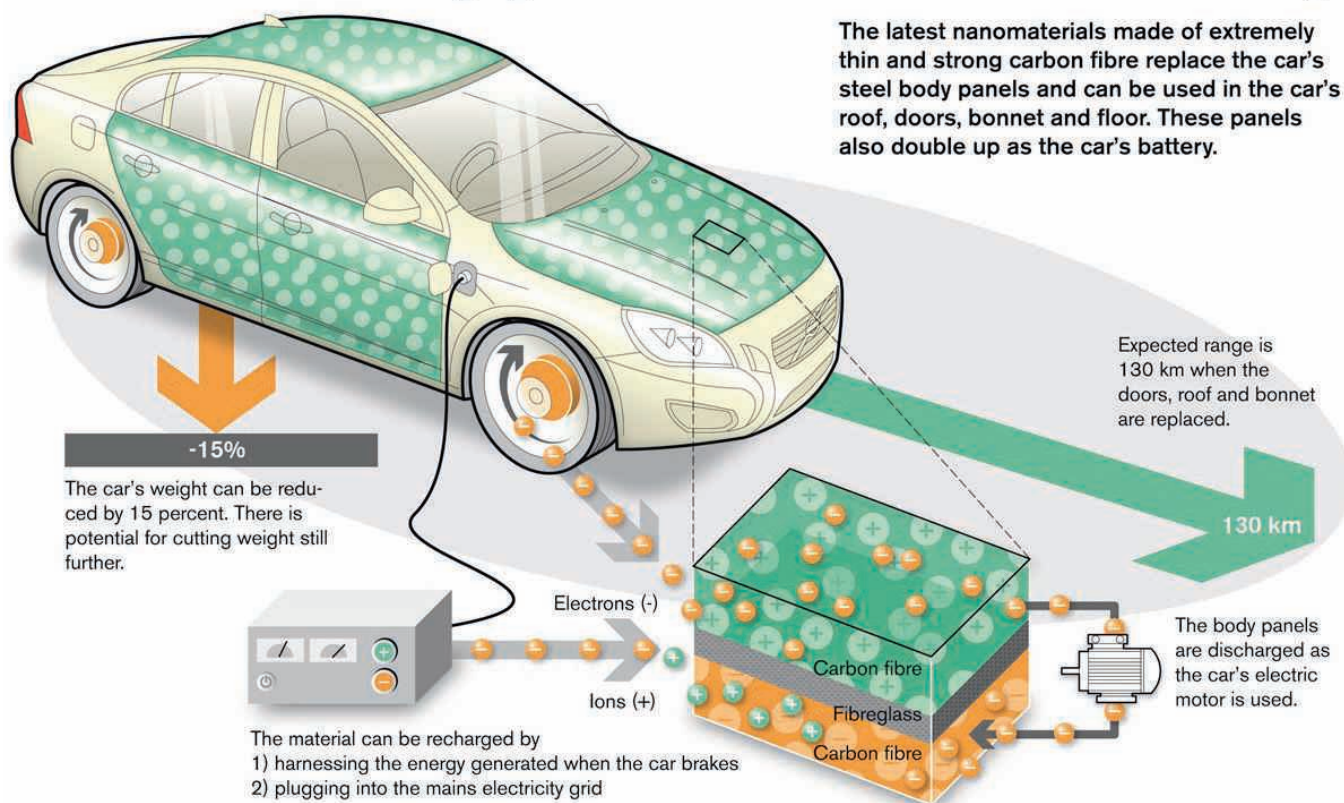 The latest nanomaterials made of extremely
thin and strong carbon fibre replace the car's
steel body panels and can be used in the car's
roof, doors, bonnet and floor. These panels
also double up as the car's battery.
Expected range is
130 km when the
doors, roof and bonnet
are replaced.
130 km
-15%
The car's weight can be redu-
ced by 15 percent. There is
potential for cutting weight still
further.
Electrons (-)
Ions (+)
Carbon fibre
Fibreglass
Carbon fibre
The body panels
are discharged as
the car's electric
motor is used.
The material can be recharged by
1) harnessing the energy generated when the car brakes
2) plugging into the mains electricity grid